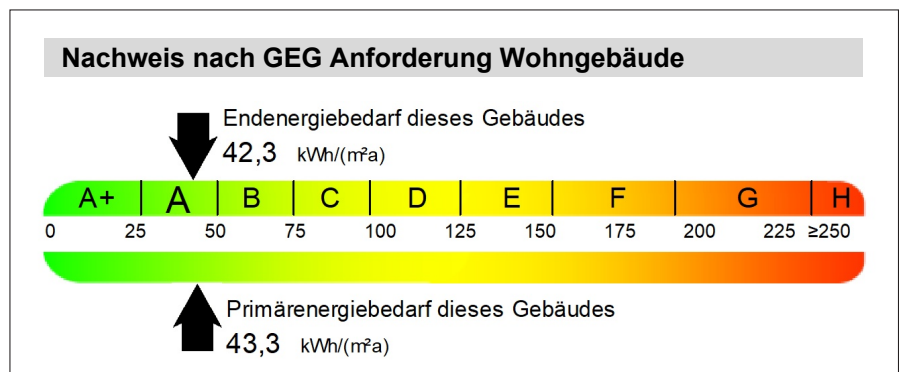 Nachweis nach GEG Anforderung Wohngebäude
Endenergiebedarf dieses Gebäudes
42,3 kWh/(m²a)
A+ A B C D E F G H
0 25 50 75 100 125 150 175 200 225 ≥250
Primärenergiebedarf dieses Gebäudes
43,3 kWh/(m²a)